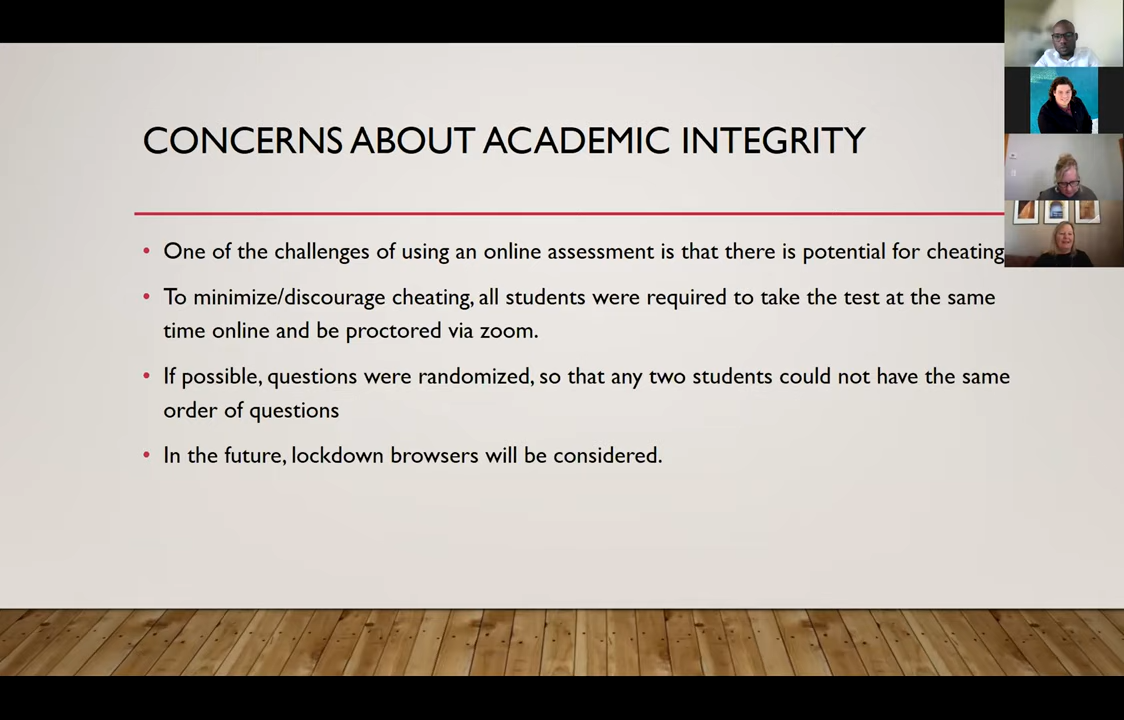 CONCERNS ABOUT ACADEMIC INTEGRITY
• One of the challenges of using an online assessment is that there is potential for cheating
• To minimize/discourage cheating, all students were required to take the test at the same
time online and be proctored via zoom.
• If possible, questions were randomized, so that any two students could not have the same
order of questions
• In the future, lockdown browsers will be considered.